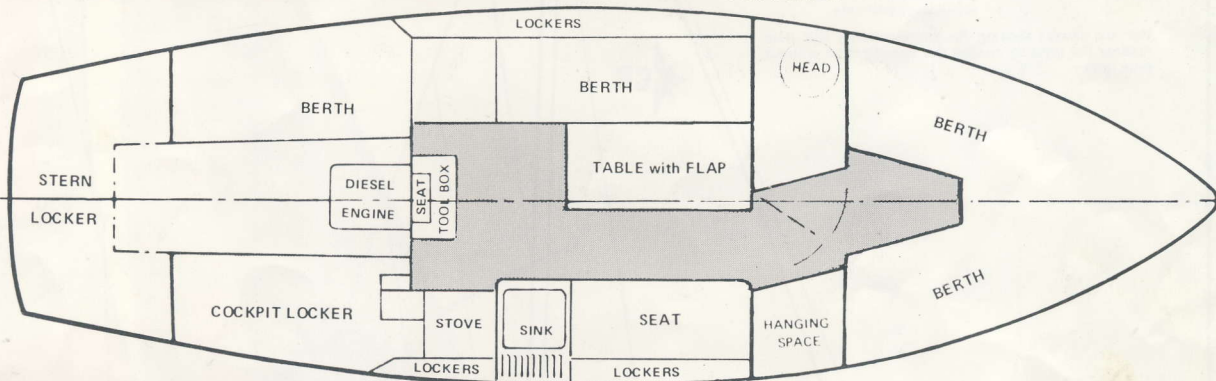 LOCKERS
HEAD
BERTH
BERTH
BERTH
TABLE with FLAP
STERN
LOCKER
DIESEL
ENGINE
SEAT
TOOL BOX
BERTH
COCKPIT LOCKER
STOVE
SINK
SEAT
HANGING
SPACE
LOCKERS
LOCKERS